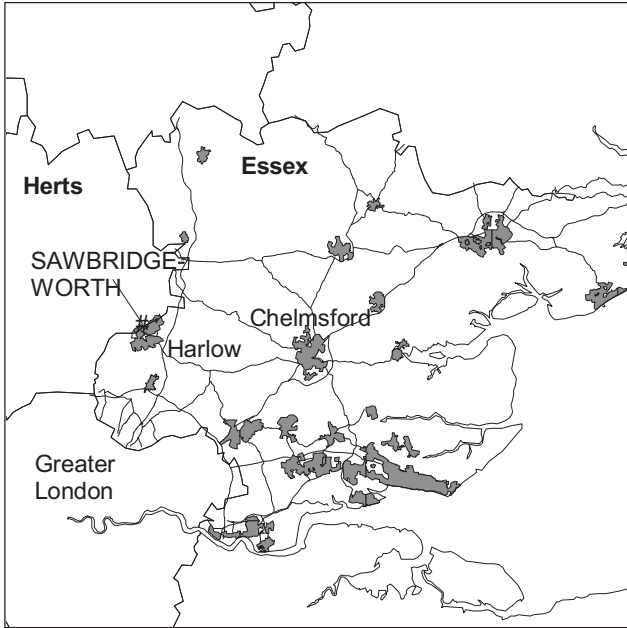 Essex
Herts
SAWBRIDGE-
WORTH
#
Chelmsford
Harlow
Greater
London